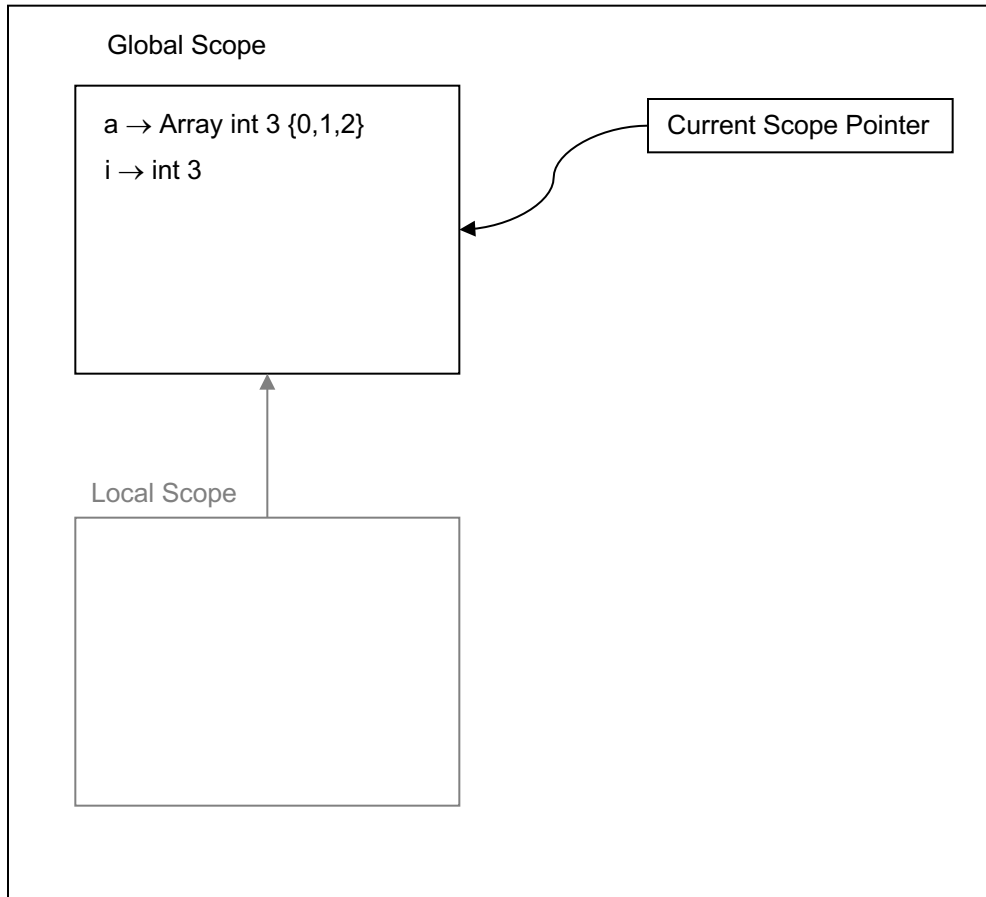 Global Scope
a → Array int 3 {0,1,2}
i → int 3
Current Scope Pointer
Local Scope